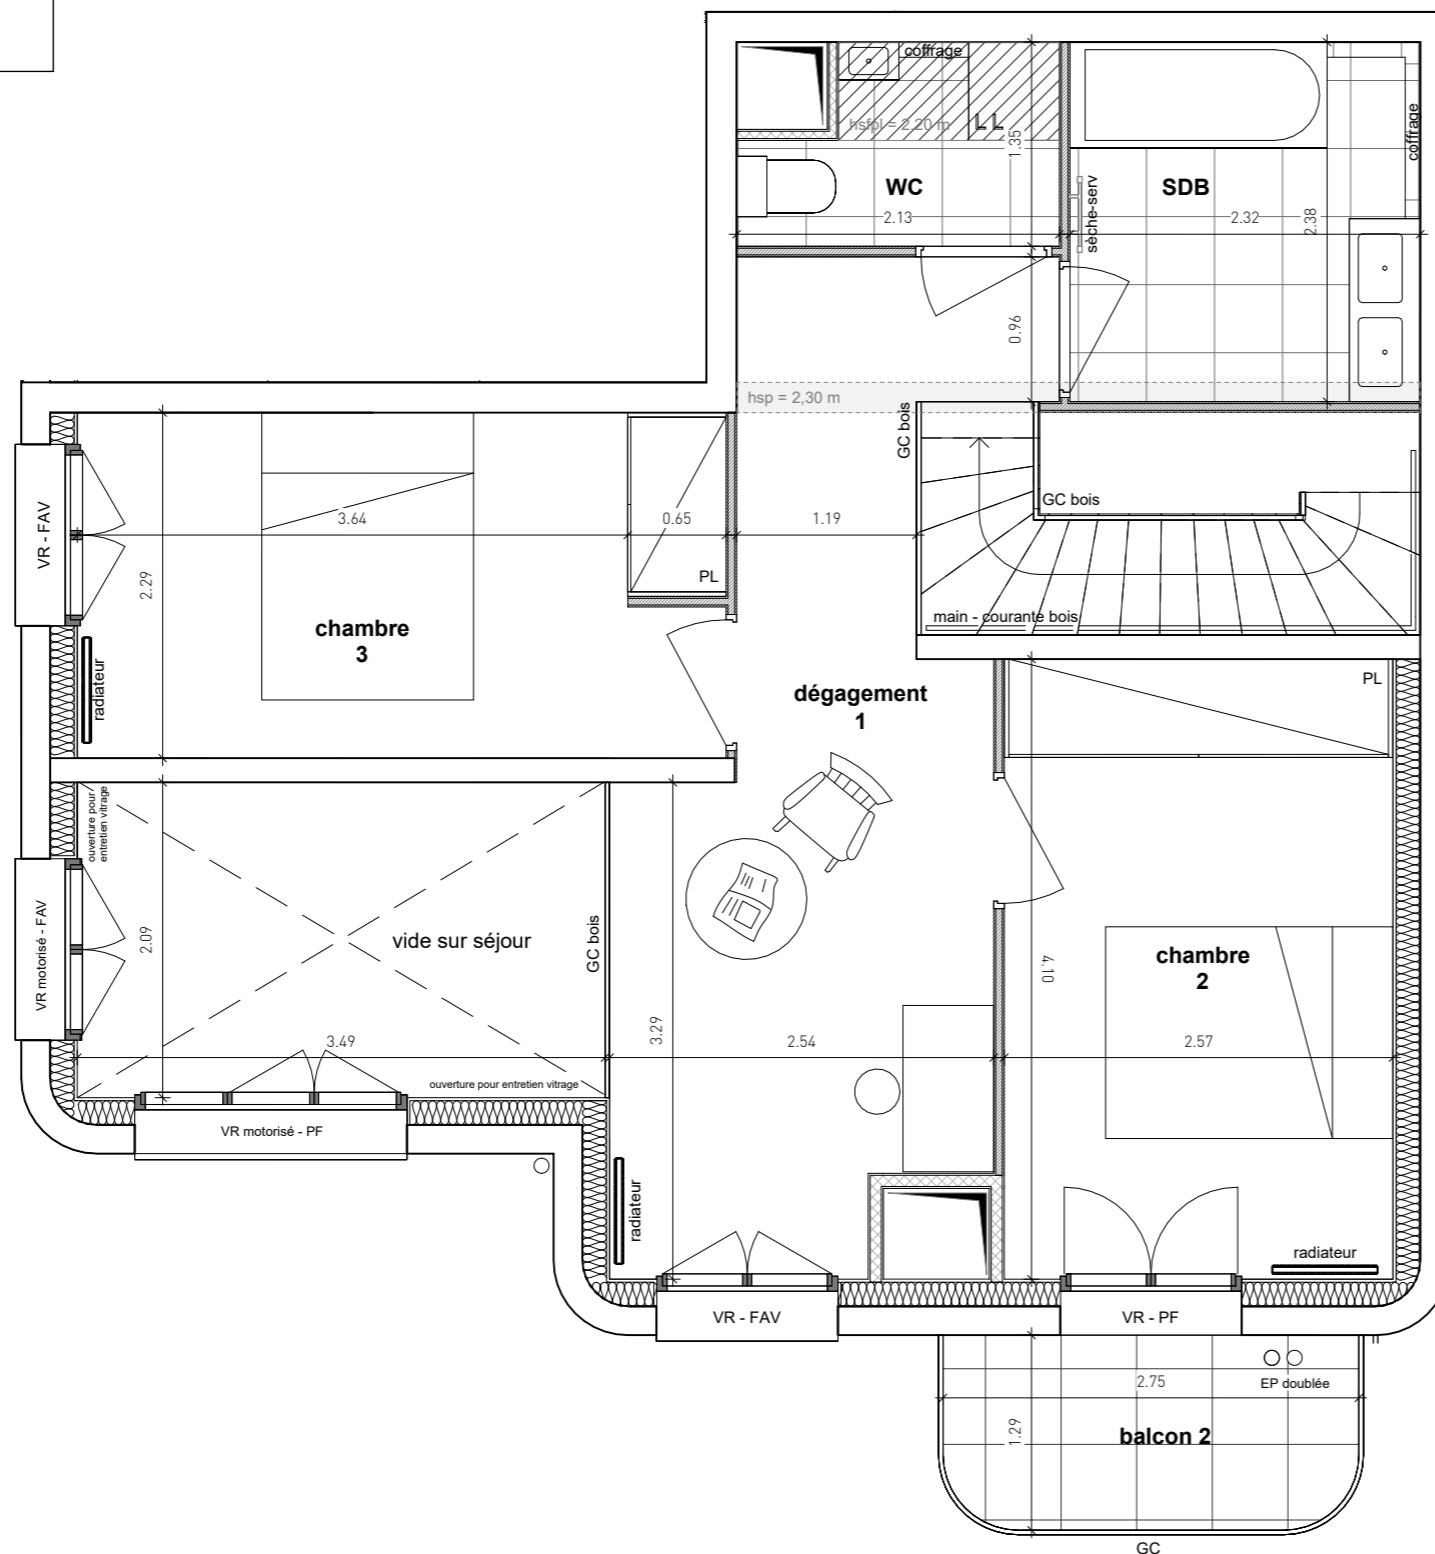 coffrage
hsfpl = 2.20 m
LL
1.35
WC
2.13
sèche-serv
SDB
2.32
2.38
coffrage
0.96
hsp = 2,30 m
GC bois
GC bois
main - courante bois
VR - FAV
3.64
0.65
1.19
2.29
PL
chambre
3
radiateur
dégagement
1
PL
ouverture pour
entretien vitrage
VR motorisé - FAV
2.09
vide sur séjour
GC bois
3.49
3.29
2.54
4.10
chambre
2
2.57
ouverture pour entretien vitrage
VR motorisé - PF
radiateur
radiateur
VR - FAV
VR - PF
2.75
EP doublée
1.29
balcon 2
GC